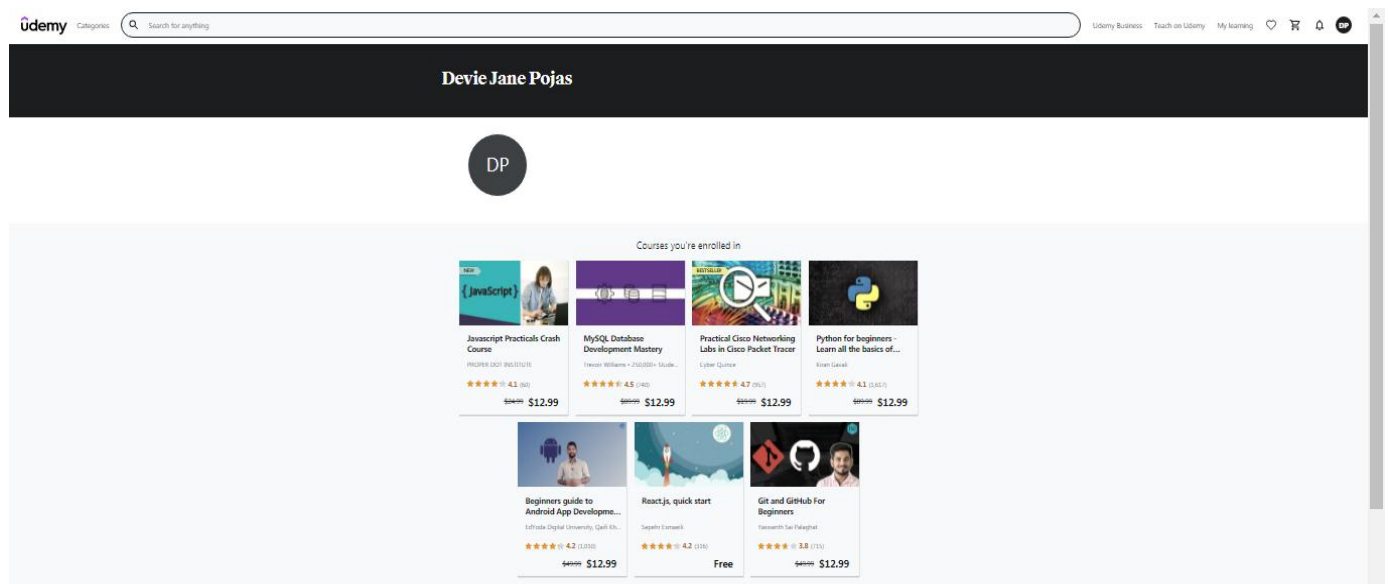 ûdemy Categories Search for anything Udemy Business Teach on Udemy My learning DP
Devie Jane Pojas
DP
Courses you're enrolled in
NEW
{ JavaScript }
Javascript Practicals Crash
Course
PROPER DOT INSTITUTE
4.1 (60)
$24.99 $12.99
MySQL Database
Development Mastery
Trevoir Williams • 250,000+ Stude...
4.5 (740)
$89.99 $12.99
BESTSELLER
Practical Cisco Networking
Labs in Cisco Packet Tracer
Cyber Quince
4.7 (957)
$19.99 $12.99
Python for beginners -
Learn all the basics of...
Kiran Gavali
4.1 (3,657)
$89.99 $12.99
Beginners guide to
Android App Developme...
EdYoda Digital University, Qaifi Kh...
4.2
$49.99 $12.99
React.js, quick start
Sepehr Esmaeili
4.2
Free
Git and GitHub For
Beginners
Yaswanth Sai Palaghat
3.8 (715)
$49.99 $12.99